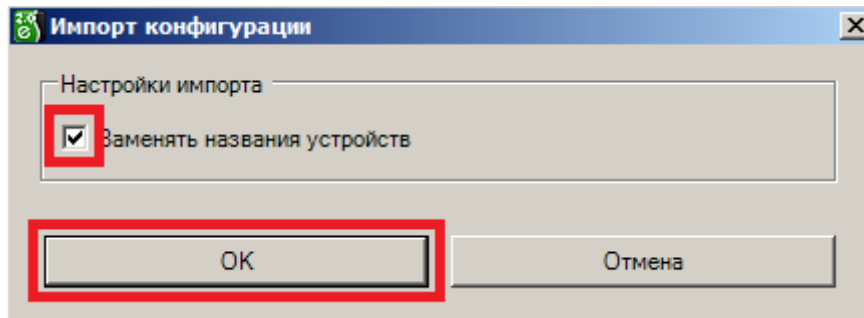 Импорт конфигурации
Настройки импорта
Заменять названия устройств
OK
Отмена